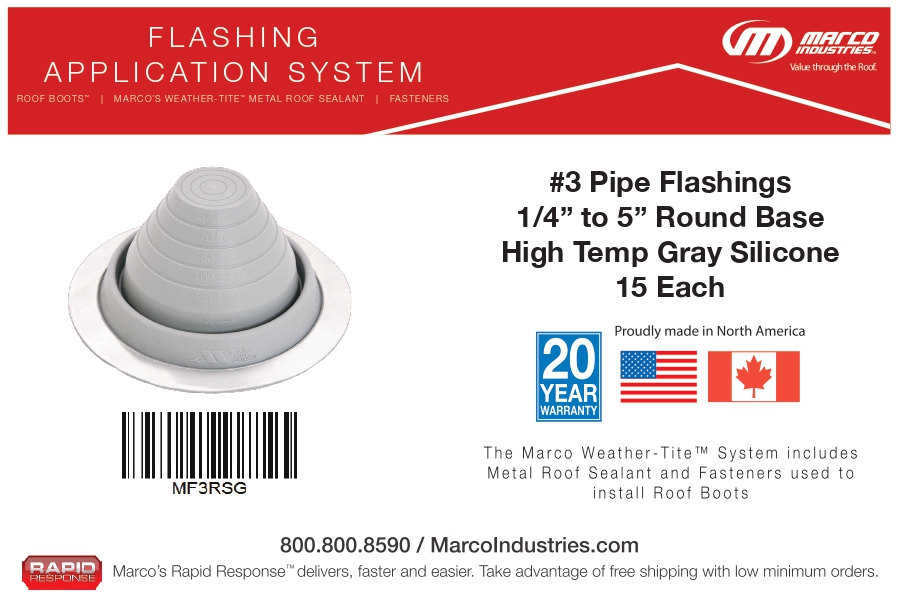 FLASHING
APPLICATION SYSTEM
ROOF BOOTS™ | MARCO'S WEATHER-TITE™ METAL ROOF SEALANT | FASTENERS
MARCO
INDUSTRIES™
Value through the Roof.
#3 Pipe Flashings
1/4” to 5” Round Base
High Temp Gray Silicone
15 Each
Proudly made in North America
20
YEAR
WARRANTY
MF3RSG
The Marco Weather-Tite™ System includes
Metal Roof Sealant and Fasteners used to
install Roof Boots
800.800.8590 / MarcoIndustries.com
RAPID
RESPONSE
Marco’s Rapid Response™ delivers, faster and easier. Take advantage of free shipping with low minimum orders.